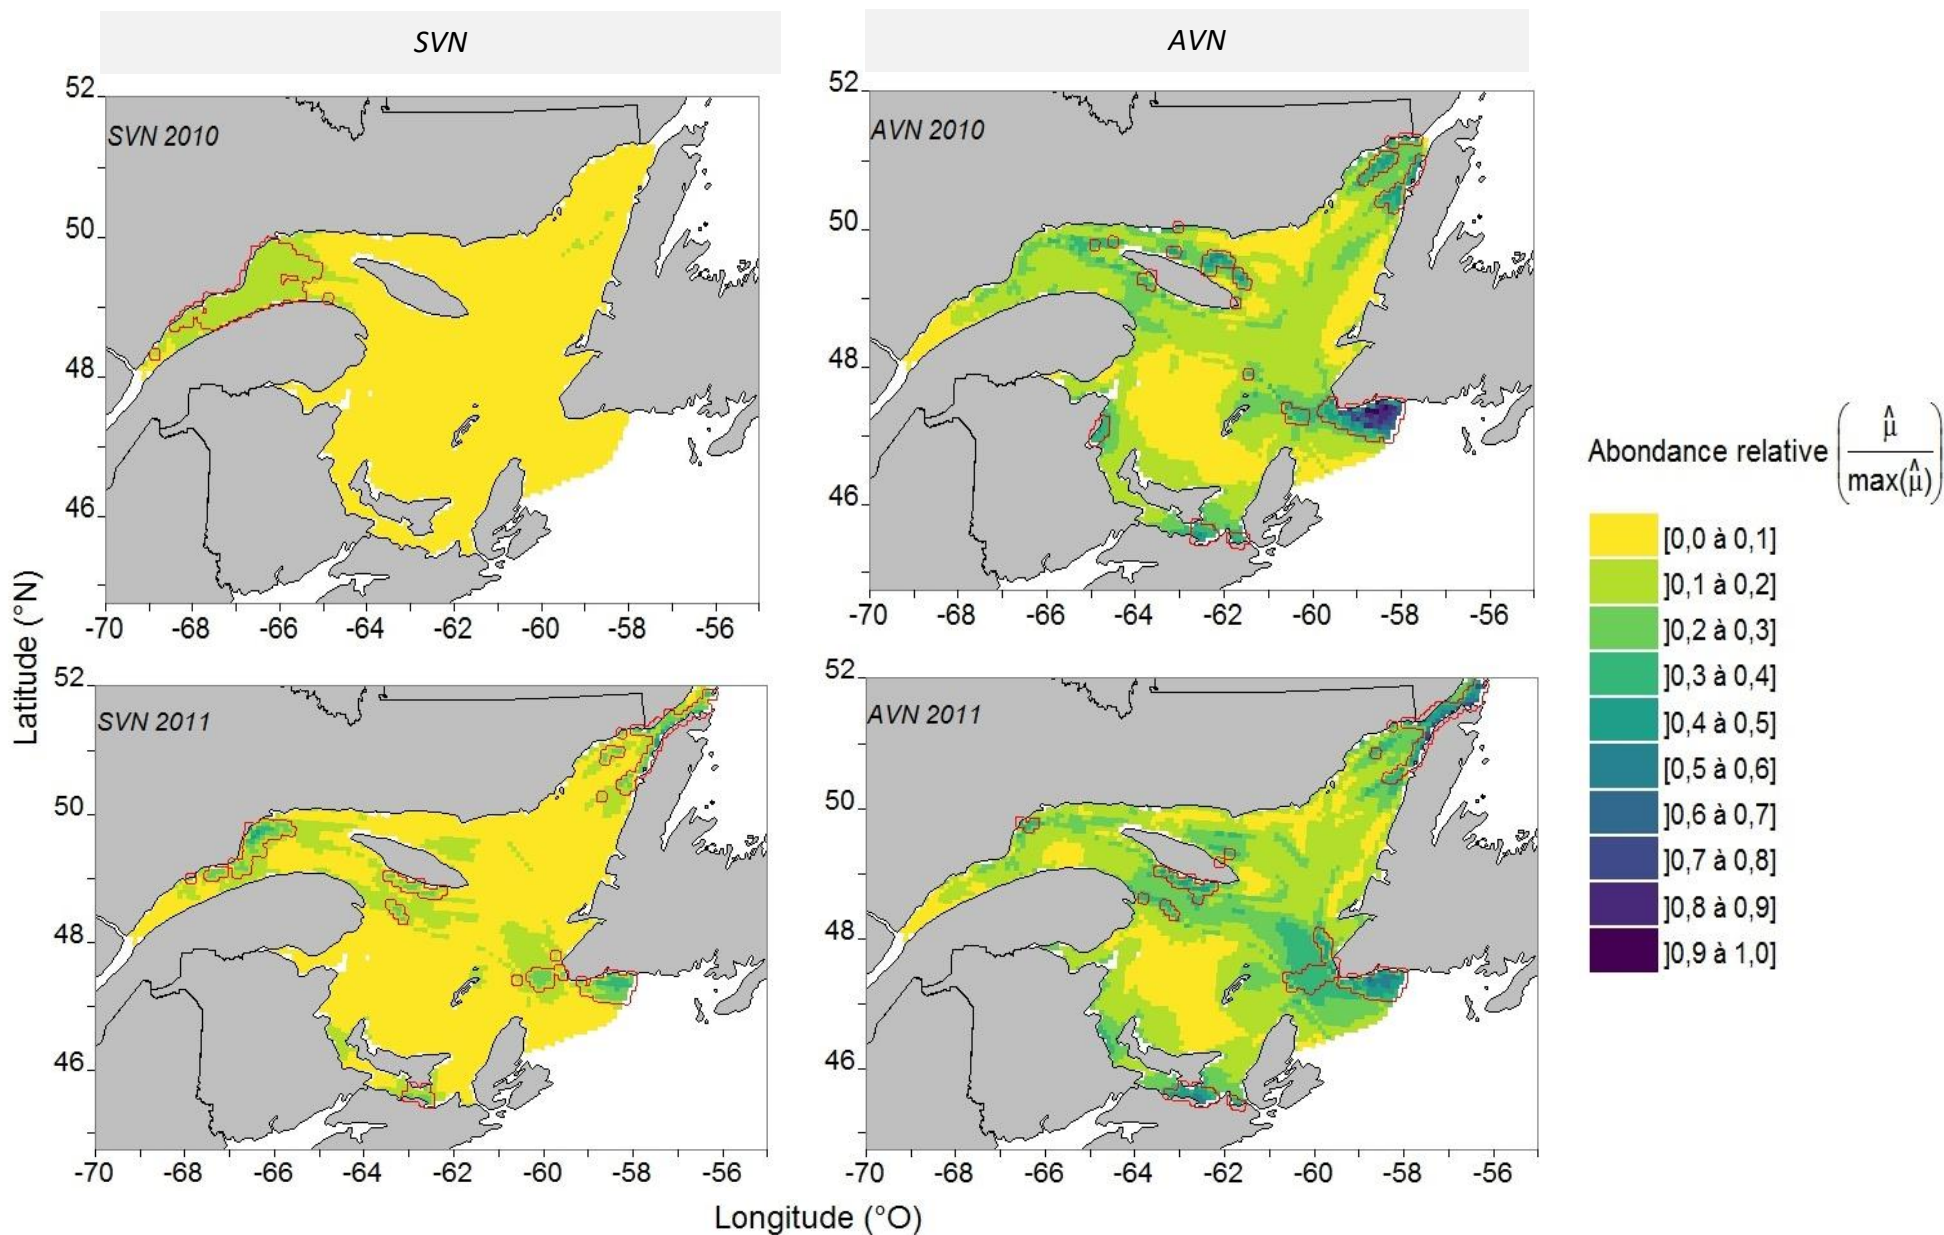 SVN
AVN
52
50
48
46
SVN 2010
-70 -68 -66 -64 -62 -60 -58 -56
52
50
48
46
AVN 2010
-70 -68 -66 -64 -62 -60 -58 -56
52
50
48
46
SVN 2011
-70 -68 -66 -64 -62 -60 -58 -56
52
50
48
46
AVN 2011
-70 -68 -66 -64 -62 -60 -58 -56
Latitude (°N)
Longitude (°O)
Abondance relative (μ̂ / max(μ̂))
[0,0 à 0,1]
]0,1 à 0,2]
]0,2 à 0,3]
]0,3 à 0,4]
]0,4 à 0,5]
]0,5 à 0,6]
]0,6 à 0,7]
]0,7 à 0,8]
]0,8 à 0,9]
]0,9 à 1,0]